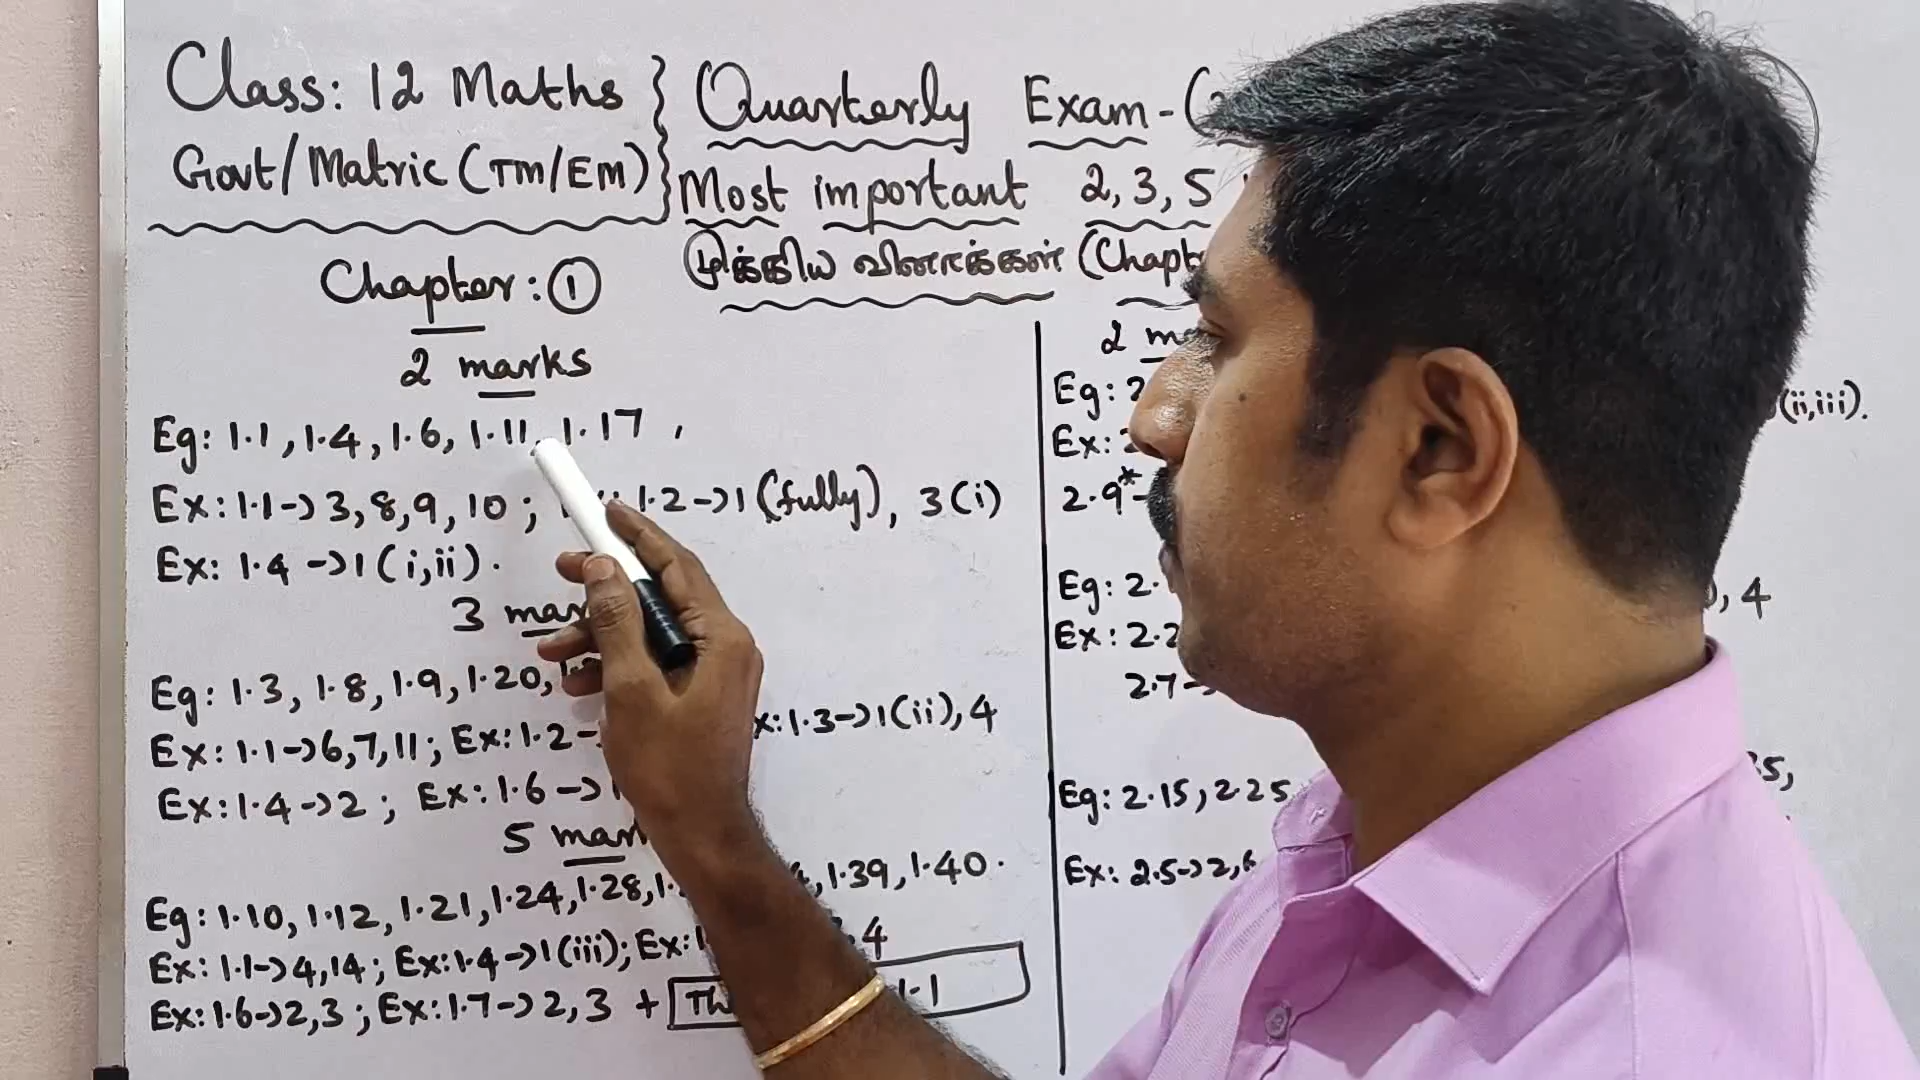 Class: 12 Maths
Govt/Matric (TM/EM)
Quarterly Exam-(
Most important 2, 3, 5
முக்கிய வினாக்கள் (Chapt
Chapter: 1
2 marks
Eg: 1.1, 1.4, 1.6, 1.11, 1.17,
Ex: 1.1→3,8,9,10; 1.2→1(fully), 3(i)
Ex: 1.4→1(i,ii).
3 mar
Eg: 1.3, 1.8, 1.9, 1.20,
Ex: 1.1→6,7,11; Ex: 1.2→ x: 1.3→1(ii), 4
Ex: 1.4→2; Ex: 1.6→1
5 mar
Eg: 1.10, 1.12, 1.21, 1.24, 1.28, 1.39, 1.40.
Ex: 1.1→4,14; Ex: 1.4→1(iii); Ex: .4
Ex: 1.6→2,3; Ex: 1.7→2,3 + Th 1.1
2 m
Eg: 2 (ii,iii).
Ex: 2
2.9*
Eg: 2. , 4
Ex: 2.2
2.7→
Eg: 2.15, 2.25 5,
Ex: 2.5→2,6